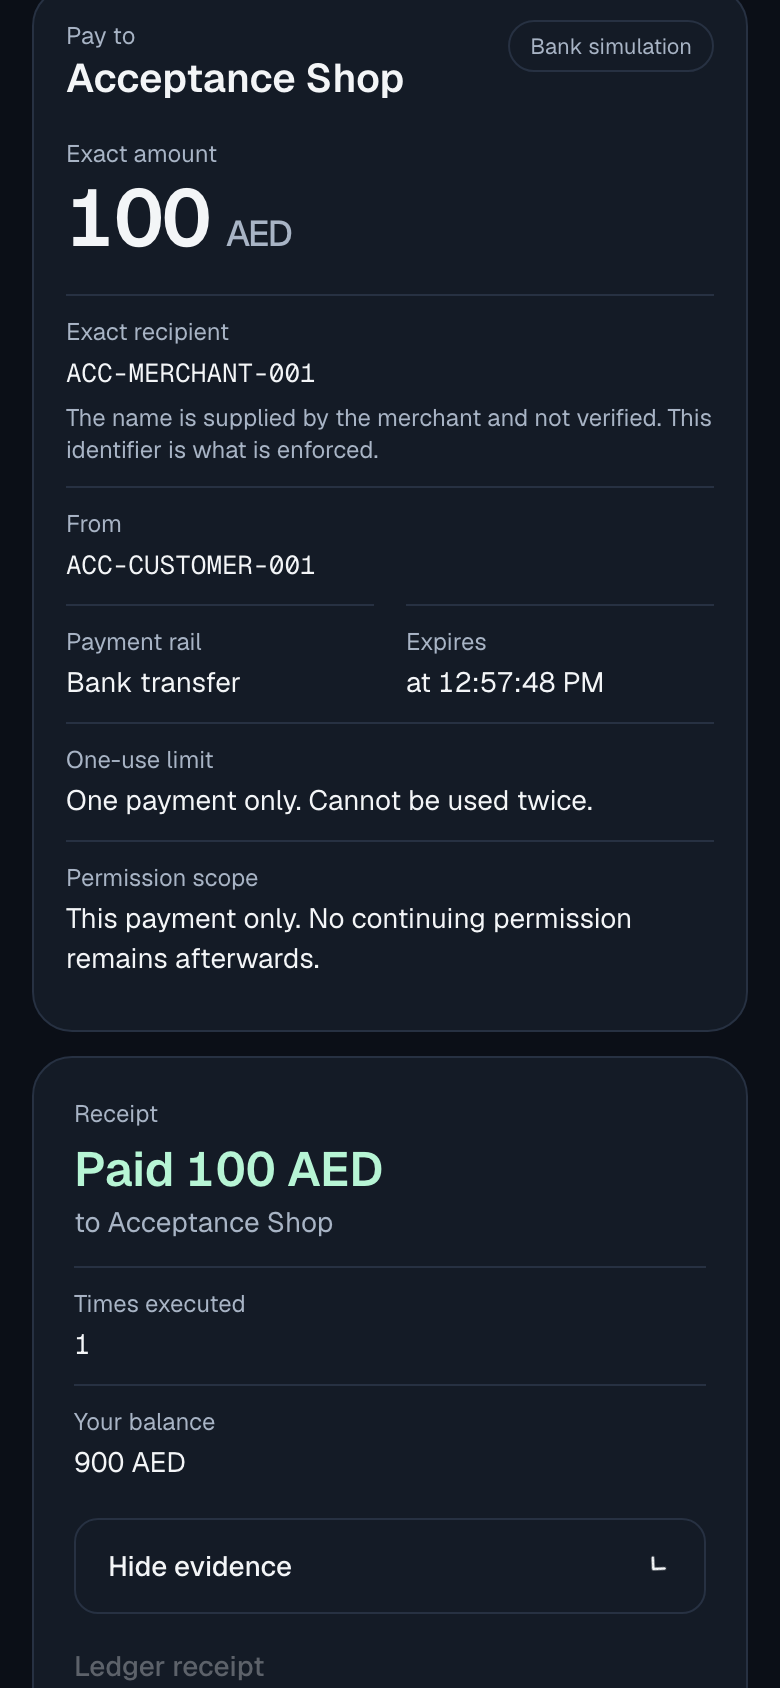 Pay to
Bank simulation
Acceptance Shop
Exact amount
100 AED
Exact recipient
ACC-MERCHANT-001
The name is supplied by the merchant and not verified. This
identifier is what is enforced.
From
ACC-CUSTOMER-001
Payment rail
Bank transfer
Expires
at 12:57:48 PM
One-use limit
One payment only. Cannot be used twice.
Permission scope
This payment only. No continuing permission
remains afterwards.
Receipt
Paid 100 AED
to Acceptance Shop
Times executed
1
Your balance
900 AED
Hide evidence
Ledger receipt